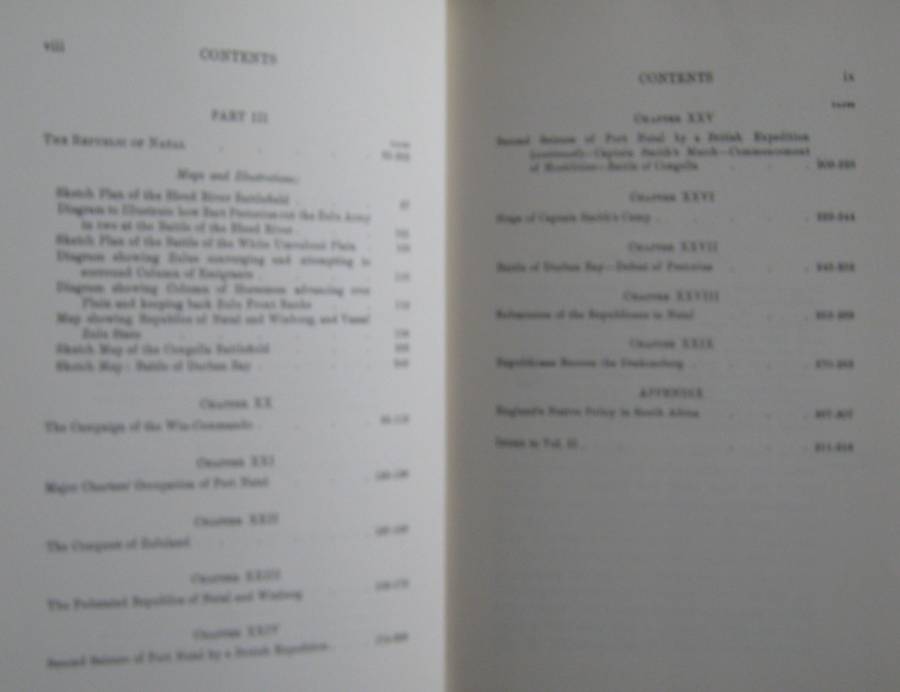 viii
CONTENTS
PART III
THE REPUBLIC OF NATAL
Maps and Illustrations:
Sketch Plan of the Blood River Battlefield
Diagram to Illustrate how Bart Pretorius cut the Zulu Army
in two at the Battle of the Blood River
Sketch Plan of the Battle of the White Umvolosi Plain
Diagram showing Zulus converging and attempting to
surround Column of Emigrants
Diagram showing Column of Horsemen advancing over
Plain and keeping back Zulu Front Ranks
Map showing Republics of Natal and Winburg, and Vassal
Zulu State
Sketch Map of the Congella Battlefield
Sketch Map: Battle of Durban Bay
CHAPTER XX
The Campaign of the Wen-Commando
CHAPTER XXI
Major Charters' Occupation of Port Natal
CHAPTER XXII
The Conquest of Zululand
CHAPTER XXIII
The Federated Republics of Natal and Winburg
CHAPTER XXIV
Second Seizure of Port Natal by a British Expedition
CONTENTS
ix
PAGES
CHAPTER XXV
Second Seizure of Port Natal by a British Expedition
(continued)—Captain Smith's March—Commencement
of Hostilities—Battle of Congella
CHAPTER XXVI
Siege of Captain Smith's Camp
CHAPTER XXVII
Battle of Durban Bay—Defeat of Pretorius
CHAPTER XXVIII
Submission of the Republicans in Natal
CHAPTER XXIX
Republicans Recross the Drakensberg
APPENDIX
England's Native Policy in South Africa
Index to Vol. II